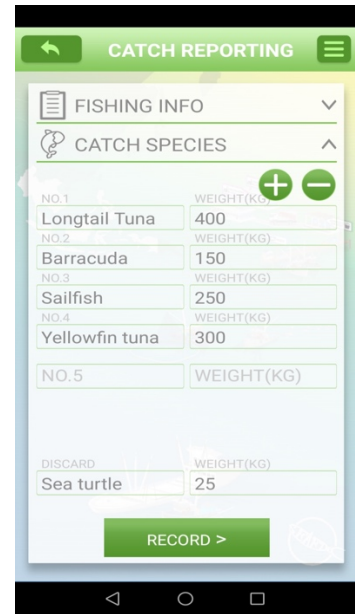 CATCH REPORTING
FISHING INFO
CATCH SPECIES
NO.1 WEIGHT(KG)
Longtail Tuna 400
NO.2 WEIGHT(KG)
Barracuda 150
NO.3 WEIGHT(KG)
Sailfish 250
NO.4 WEIGHT(KG)
Yellowfin tuna 300
NO.5 WEIGHT(KG)
DISCARD WEIGHT(KG)
Sea turtle 25
RECORD >